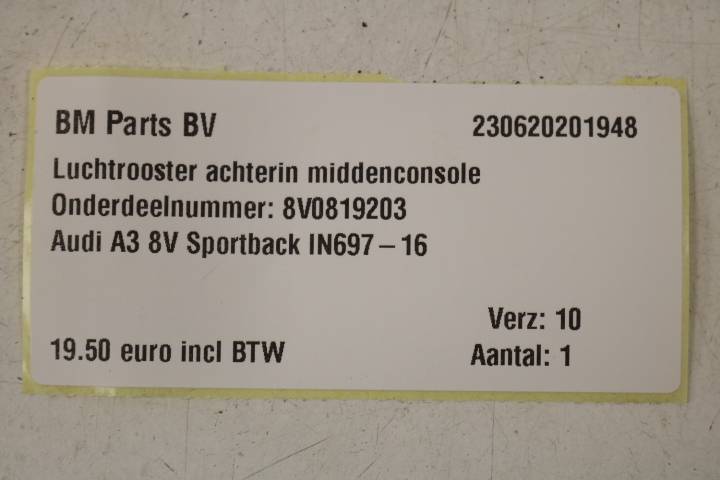 BM Parts BV 230620201948
Luchtrooster achterin middenconsole
Onderdeelnummer: 8V0819203
Audi A3 8V Sportback IN697 – 16
Verz: 10
19.50 euro incl BTW Aantal: 1